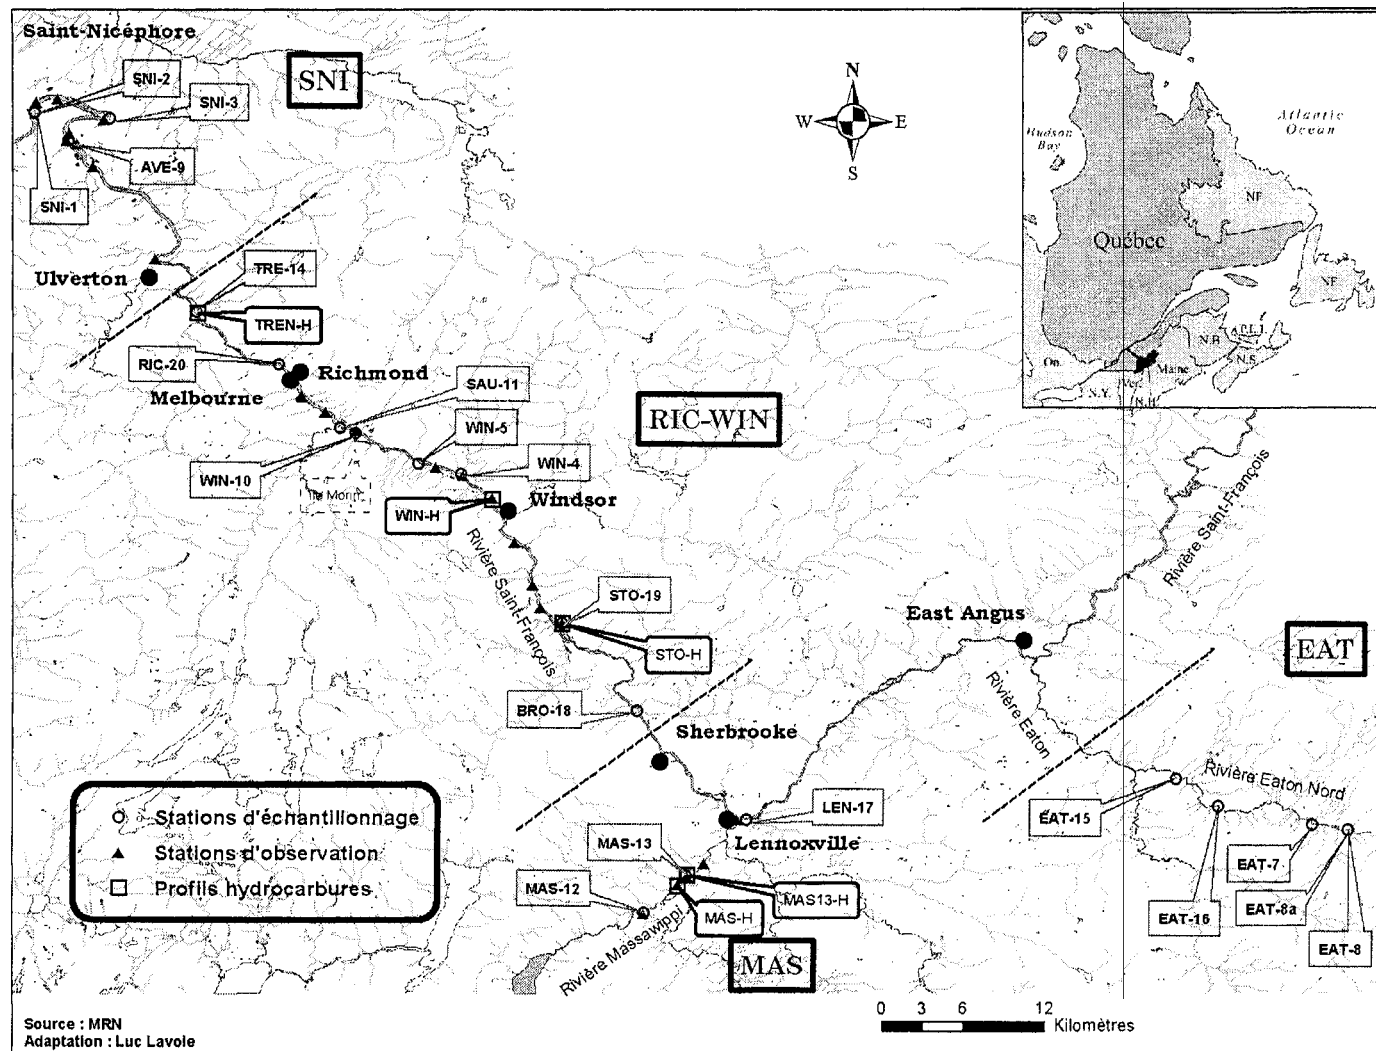 Saint-Nicéphore
SNI
SNI-2
SNI-3
AVE-9
SNI-1
N
W E
S
Hudson
Bay
Atlantic
Ocean
NF
Québec
NF
P.E.I.
N.B.
N.S.
On.
Maine
Ver.
N.Y.
N.H.
Ulverton
TRE-14
TREN-H
RIC-20
Richmond
Melbourne
SAU-11
RIC-WIN
WIN-5
WIN-4
WIN-10
Ile Morin
WIN-H
Windsor
Rivière Saint-François
Rivière Saint-François
STO-19
STO-H
East Angus
EAT
Rivière Eaton
BRO-18
Sherbrooke
Rivière Eaton Nord
LEN-17
EAT-15
Lennoxville
MAS-13
MAS-12
MAS13-H
MAS-H
EAT-7
EAT-16
EAT-8a
EAT-8
Rivière Massawippi
MAS
Stations d'échantillonnage
Stations d'observation
Profils hydrocarbures
0 3 6 12
Kilomètres
Source : MRN
Adaptation : Luc Lavoie